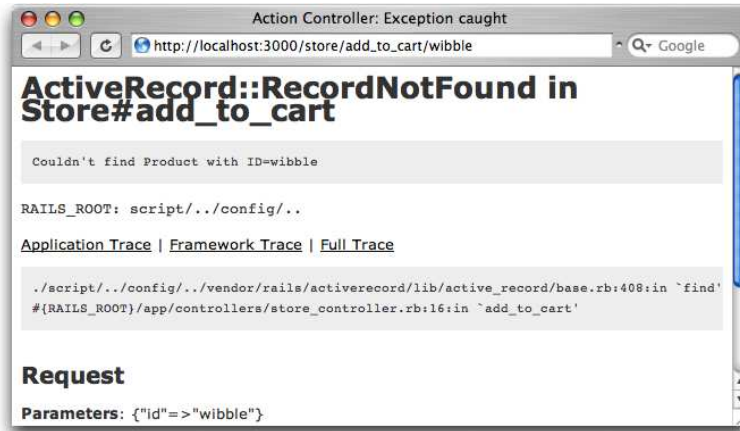 Action Controller: Exception caught
http://localhost:3000/store/add_to_cart/wibble
Google
ActiveRecord::RecordNotFound in
Store#add_to_cart
Couldn't find Product with ID=wibble
RAILS_ROOT: script/../config/..
Application Trace | Framework Trace | Full Trace
./script/../config/../vendor/rails/activerecord/lib/active_record/base.rb:408:in `find'
#{RAILS_ROOT}/app/controllers/store_controller.rb:16:in `add_to_cart'
Request
Parameters: {"id"=>"wibble"}